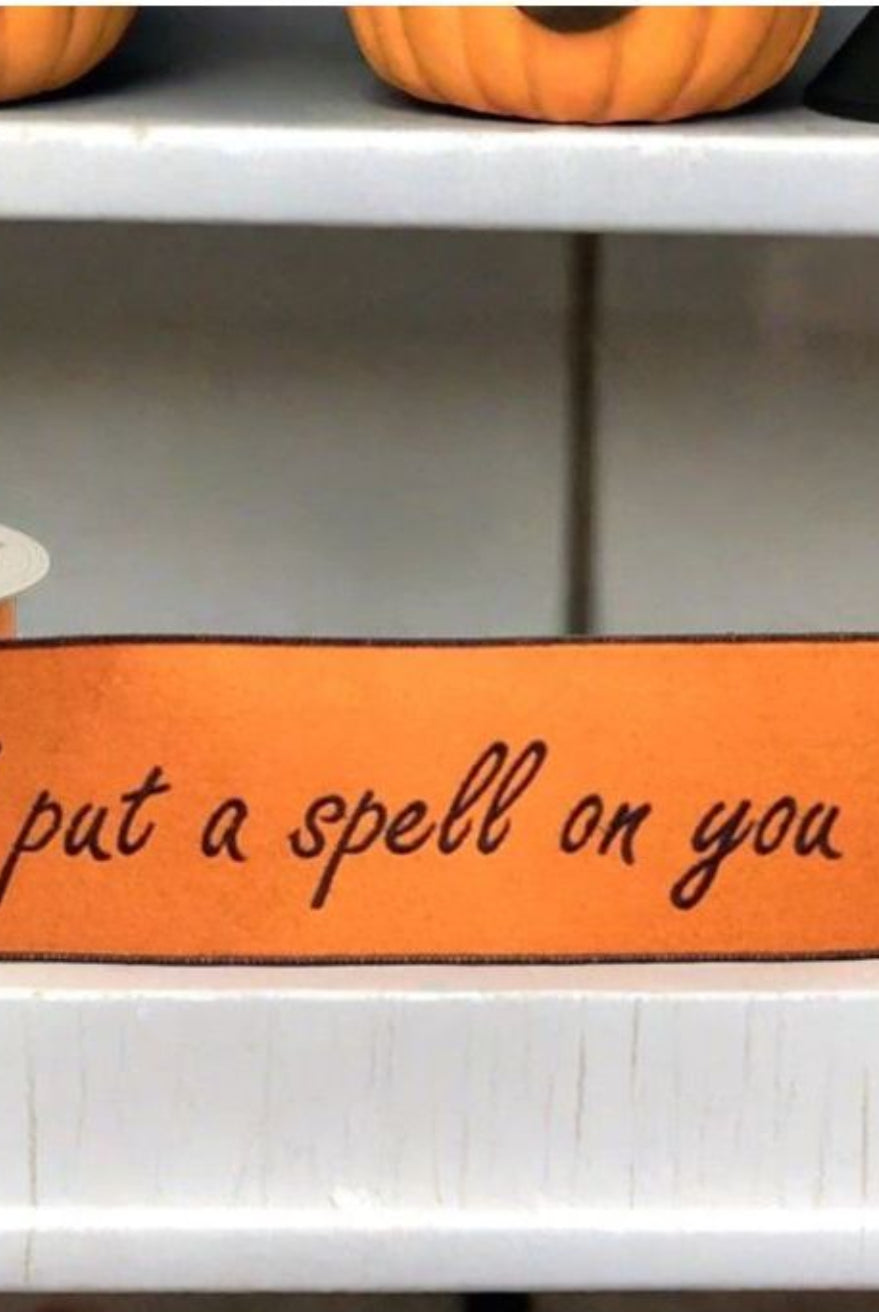 put a spell on you